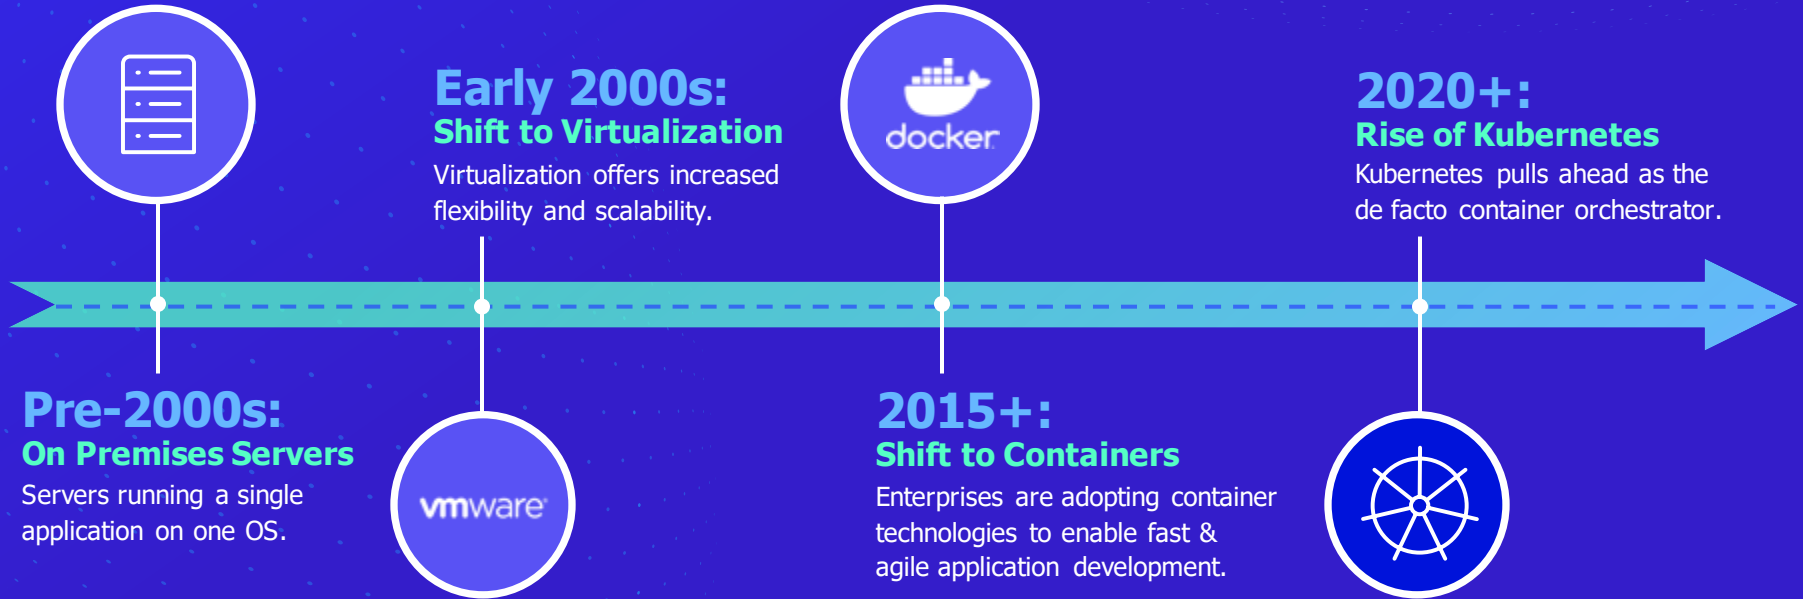 Pre-2000s:
On Premises Servers
Servers running a single
application on one OS.
Early 2000s:
Shift to Virtualization
Virtualization offers increased
flexibility and scalability.
vmware®
docker
2015+:
Shift to Containers
Enterprises are adopting container
technologies to enable fast &
agile application development.
2020+:
Rise of Kubernetes
Kubernetes pulls ahead as the
de facto container orchestrator.